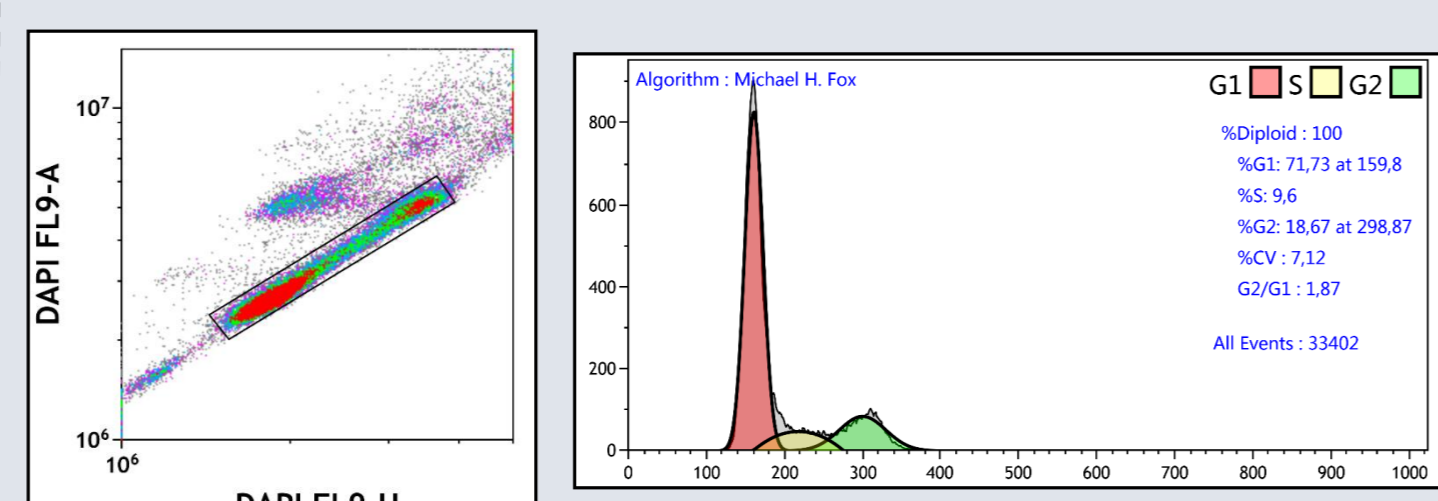 DAPI FL9-A
10⁷
10⁶
10⁶
DAPI FL9-H
Algorithm : Michael H. Fox
G1 S G2
%Diploid : 100
%G1: 71,73 at 159,8
%S: 9,6
%G2: 18,67 at 298,87
%CV : 7,12
G2/G1 : 1,87
All Events : 33402
800
600
400
200
0
0 100 200 300 400 500 600 700 800 900 1000